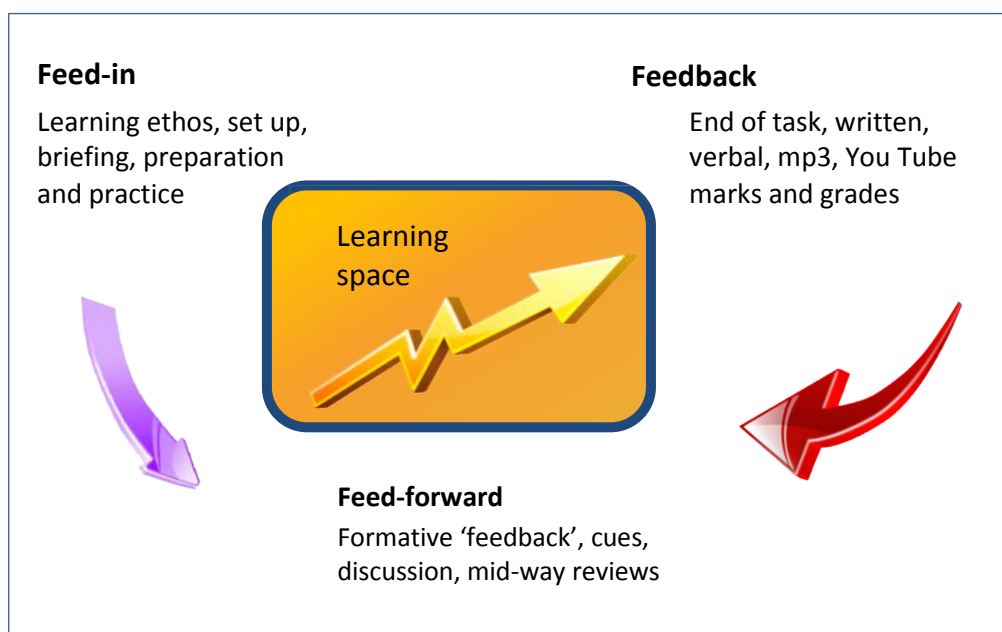 Feed-in
Learning ethos, set up,
briefing, preparation
and practice
Feedback
End of task, written,
verbal, mp3, You Tube
marks and grades
Learning
space
Feed-forward
Formative ‘feedback’, cues,
discussion, mid-way reviews